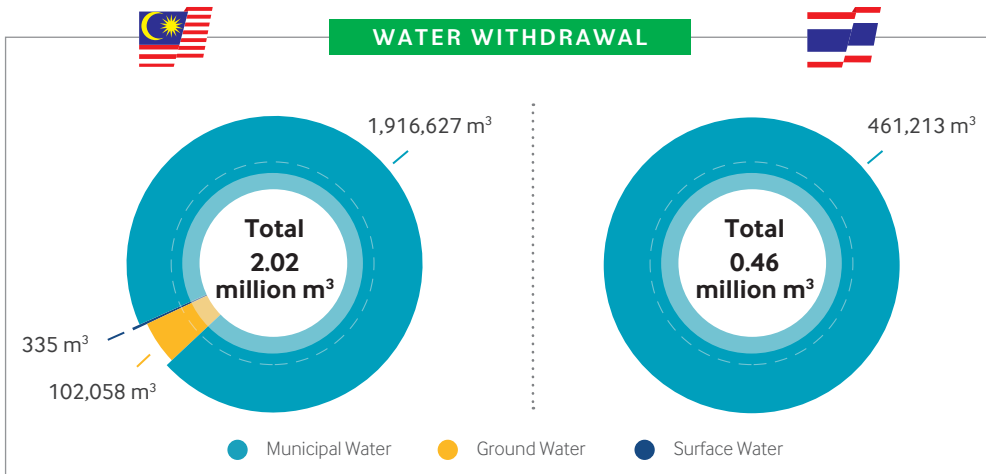 WATER WITHDRAWAL
1,916,627 m³
Total
2.02
million m³
335 m³
102,058 m³
461,213 m³
Total
0.46
million m³
Municipal Water
Ground Water
Surface Water